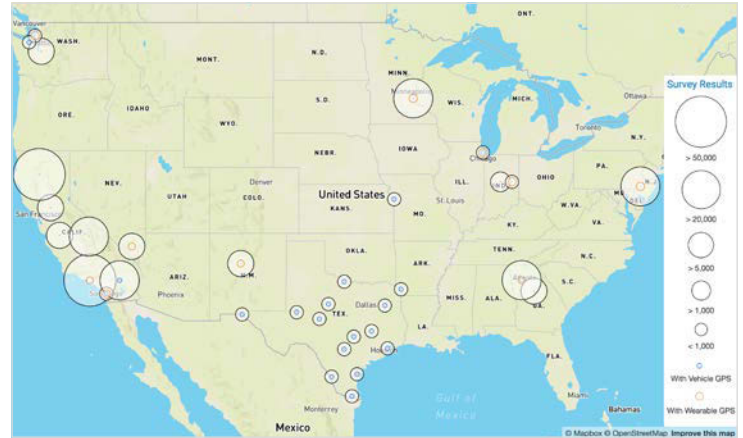 Vancouver
WASH.
MONT.
N.D.
MINN.
ONT.
ORE.
IDAHO
WYO.
S.D.
WIS.
MICH.
Ottawa
Toronto
N.Y.
NEBR.
IOWA
Chicago
PA.
N.J.
DEL.
NEV.
UTAH
Denver
COLO.
United States
KANS.
MO.
St. Louis
ILL.
IND.
OHIO
W.VA.
VA.
KY.
San Francisco
CALIF.
ARIZ.
Phoenix
N.M.
OKLA.
ARK.
TENN.
N.C.
S.C.
Dallas
TEX.
LA.
MISS.
ALA.
GA.
FLA.
Miami
Monterrey
Mexico
Gulf of
Mexico
Bahamas
Survey Results
> 50,000
> 20,000
> 5,000
> 1,000
< 1,000
With Vehicle GPS
With Wearable GPS
© Mapbox © OpenStreetMap Improve this map